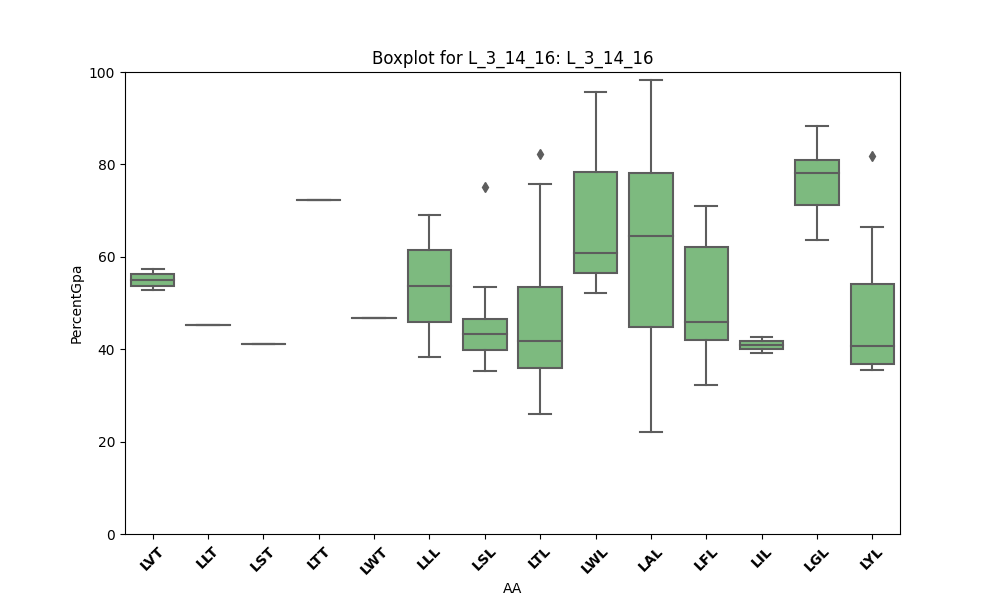 Boxplot for L_3_14_16: L_3_14_16
PercentGpa
100
80
60
40
20
0
LVT LLT LST LTT LWT LLL LSL LTL LWL LAL LFL LIL LGL LYL
AA